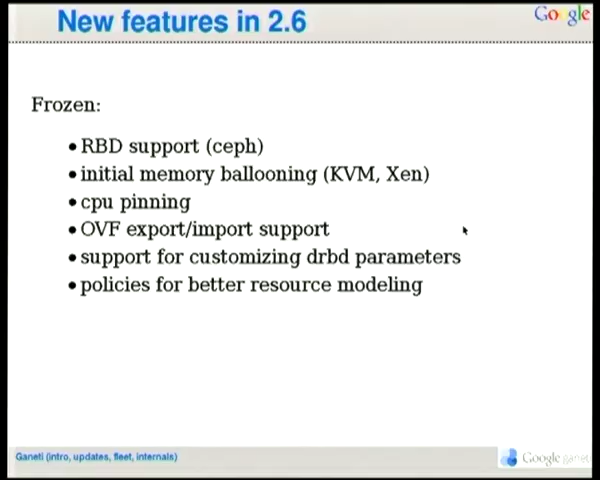 New features in 2.6
Google
Frozen:
• RBD support (ceph)
• initial memory ballooning (KVM, Xen)
• cpu pinning
• OVF export/import support
• support for customizing drbd parameters
• policies for better resource modeling
Ganeti (intro, updates, fleet, internals)
Google ganeti